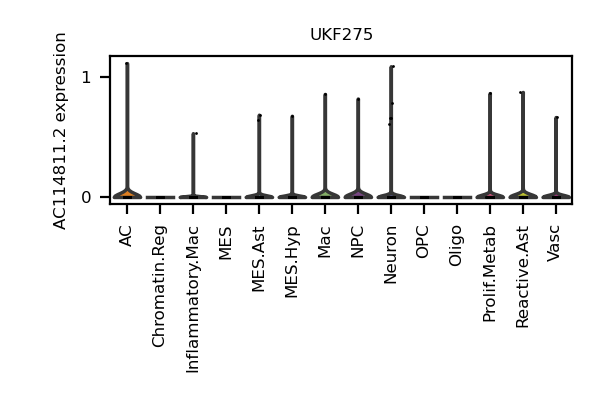 UKF275
AC114811.2 expression
1
0
AC
Chromatin.Reg
Inflammatory.Mac
MES
MES.Ast
MES.Hyp
Mac
NPC
Neuron
OPC
Oligo
Prolif.Metab
Reactive.Ast
Vasc